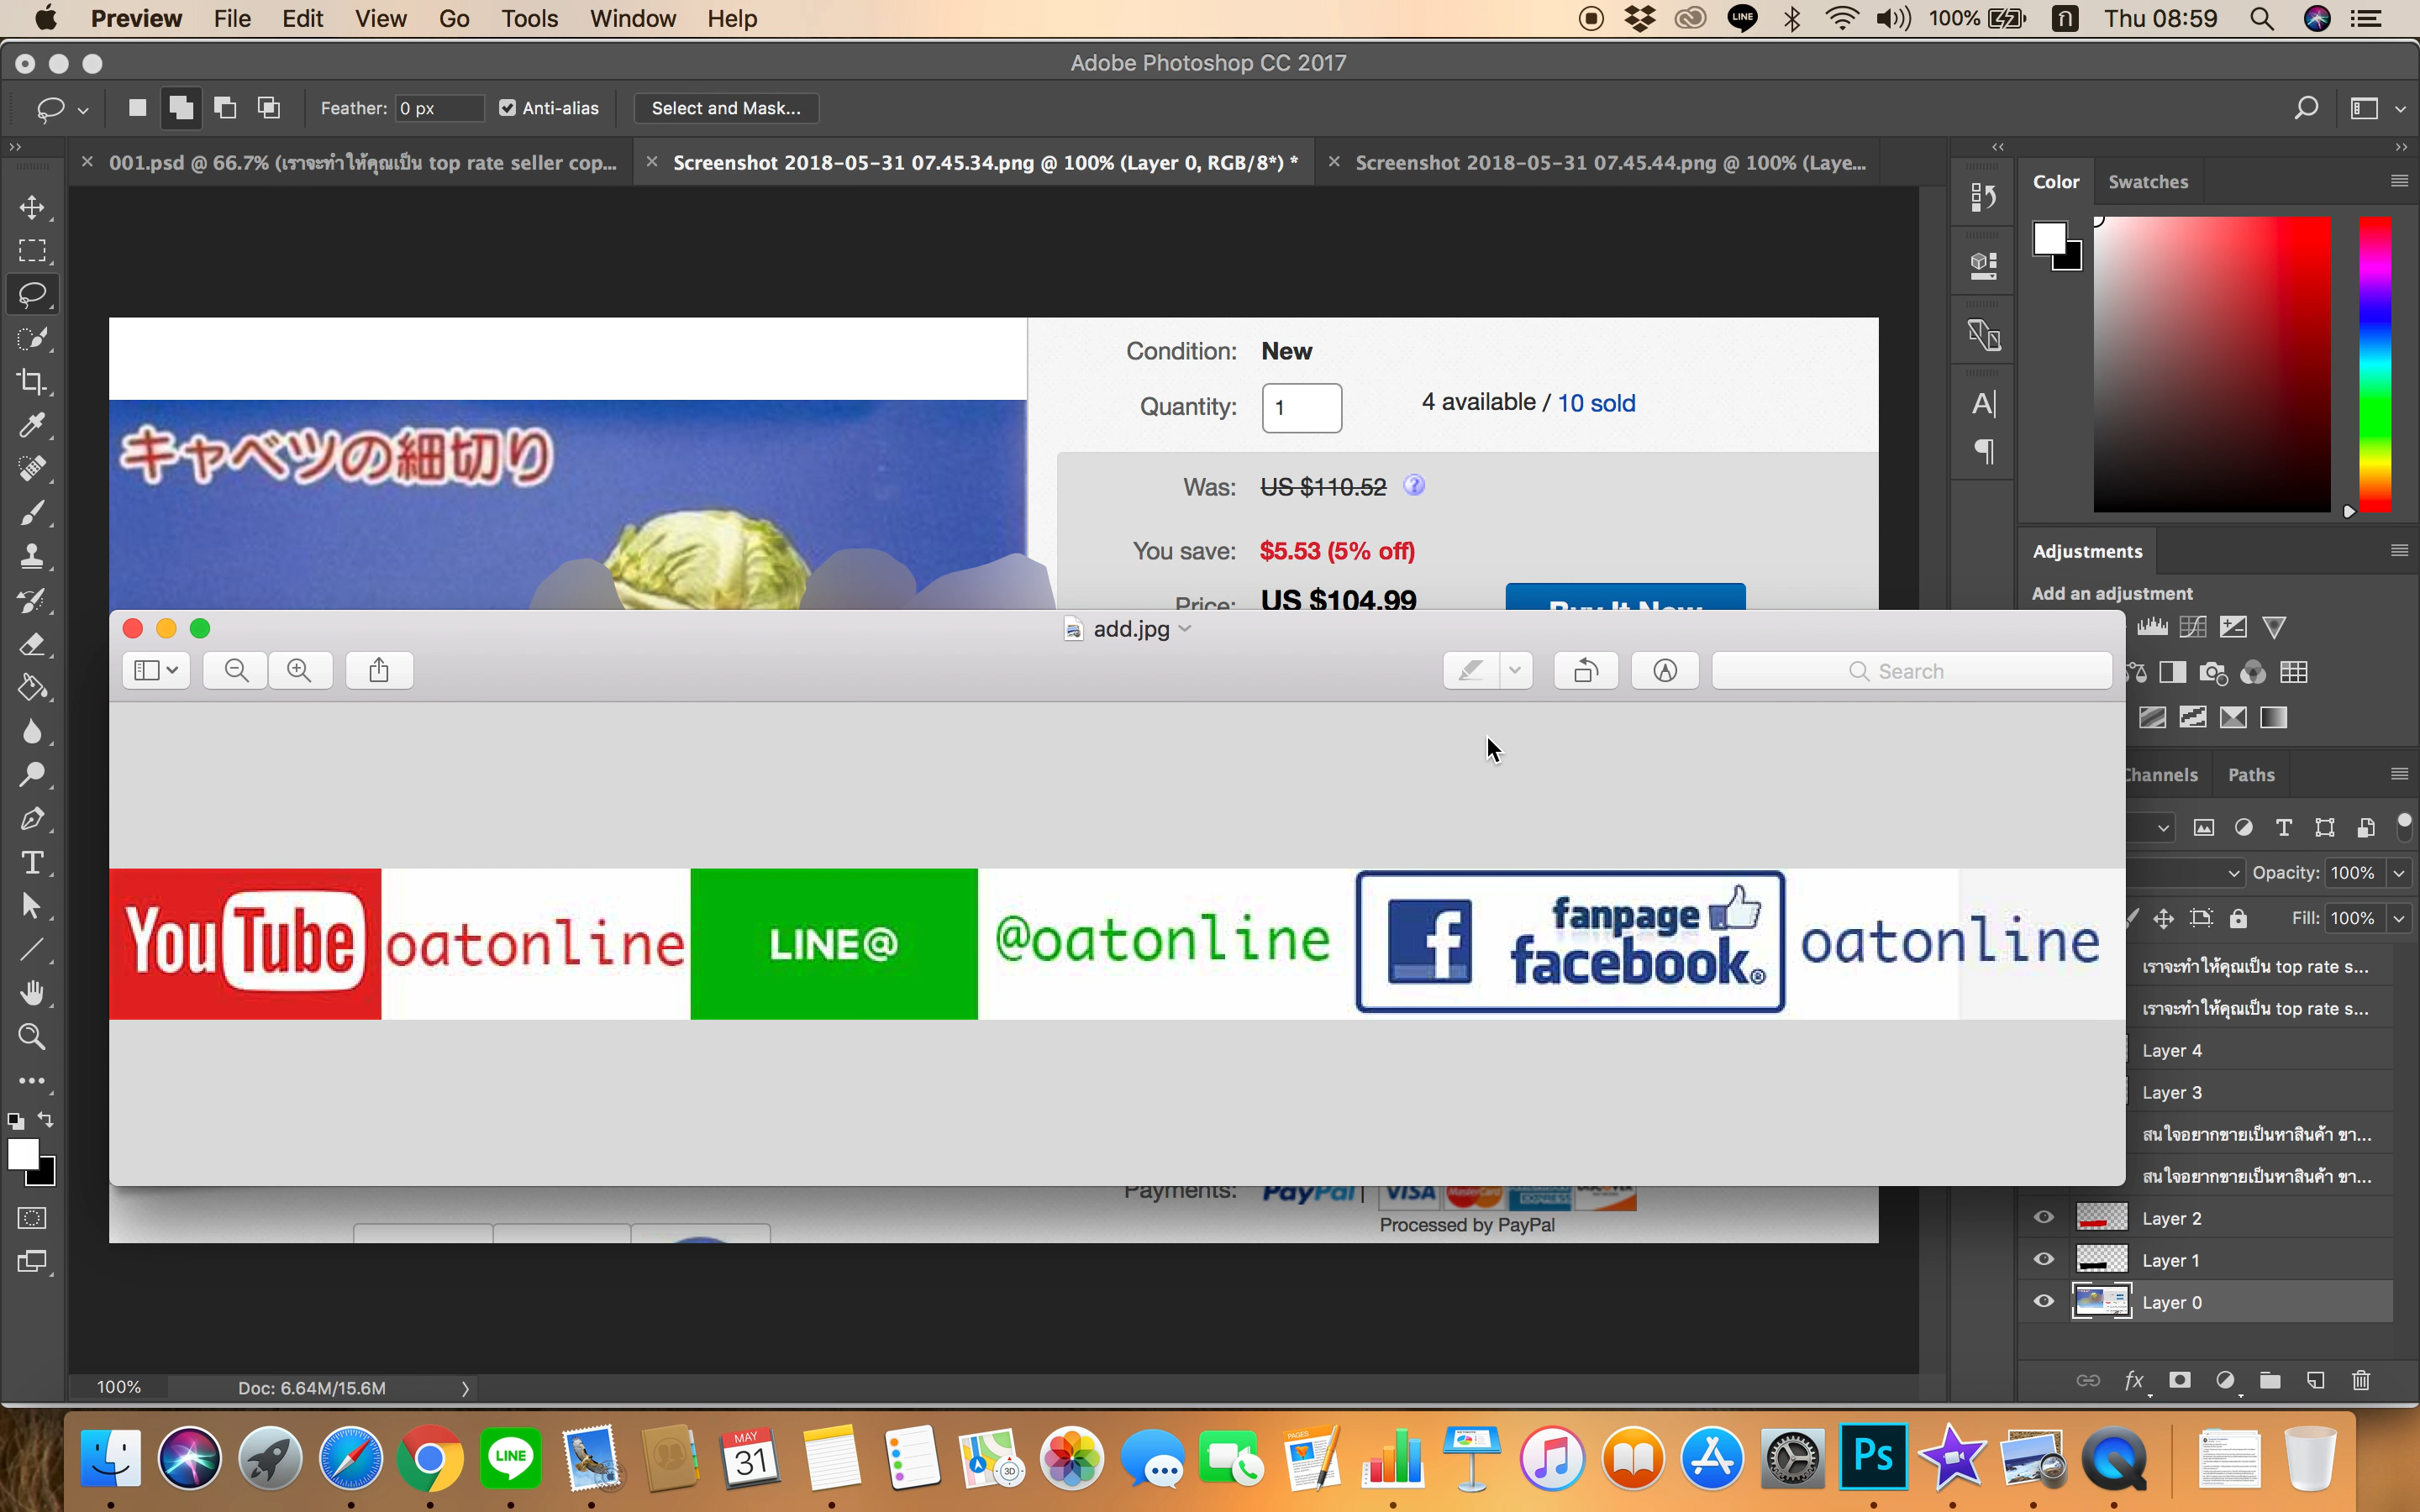 Preview File Edit View Go Tools Window Help
LINE
100%
ก
Thu 08:59
Adobe Photoshop CC 2017
Feather: 0 px
Anti-alias
Select and Mask...
001.psd @ 66.7% (เราจะทำให้คุณเป็น top rate seller cop...
Screenshot 2018-05-31 07.45.34.png @ 100% (Layer 0, RGB/8*) *
Screenshot 2018-05-31 07.45.44.png @ 100% (Laye...
Color Swatches
キャベツの細切り
Condition: New
Quantity: 1
4 available / 10 sold
Was: US $110.52
You save: $5.53 (5% off)
Price: US $104.99
Buy It Now
Adjustments
Add an adjustment
add.jpg
Search
YouTube oatonline
LINE@ @oatonline
fanpage
facebook® oatonline
Channels Paths
Opacity: 100%
Fill: 100%
เราจะทำให้คุณเป็น top rate s...
เราจะทำให้คุณเป็น top rate s...
Layer 4
Layer 3
สนใจอยากขายเป็นหาสินค้า ขา...
สนใจอยากขายเป็นหาสินค้า ขา...
Layer 2
Layer 1
Layer 0
Payments: PayPal VISA MasterCard
Processed by PayPal
100% Doc: 6.64M/15.6M
fx
LINE
MAY
31
3D
PAGES
Ps